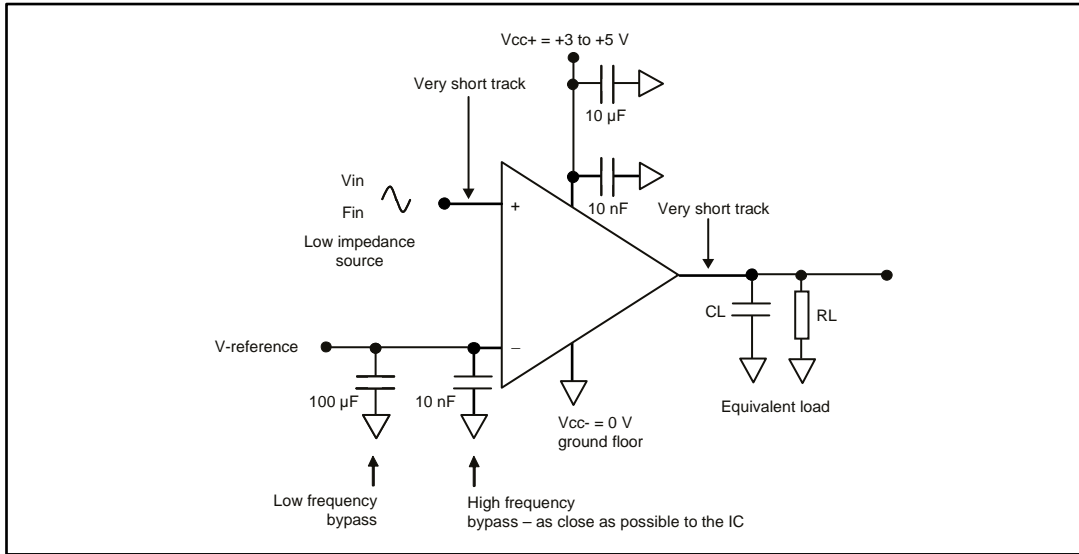 Vcc+ = +3 to +5 V
Very short track
10 µF
Vin
Fin
Low impedance
source
+
10 nF
Very short track
CL
RL
V-reference
–
100 µF
10 nF
Equivalent load
Vcc- = 0 V
ground floor
Low frequency
bypass
High frequency
bypass – as close as possible to the IC